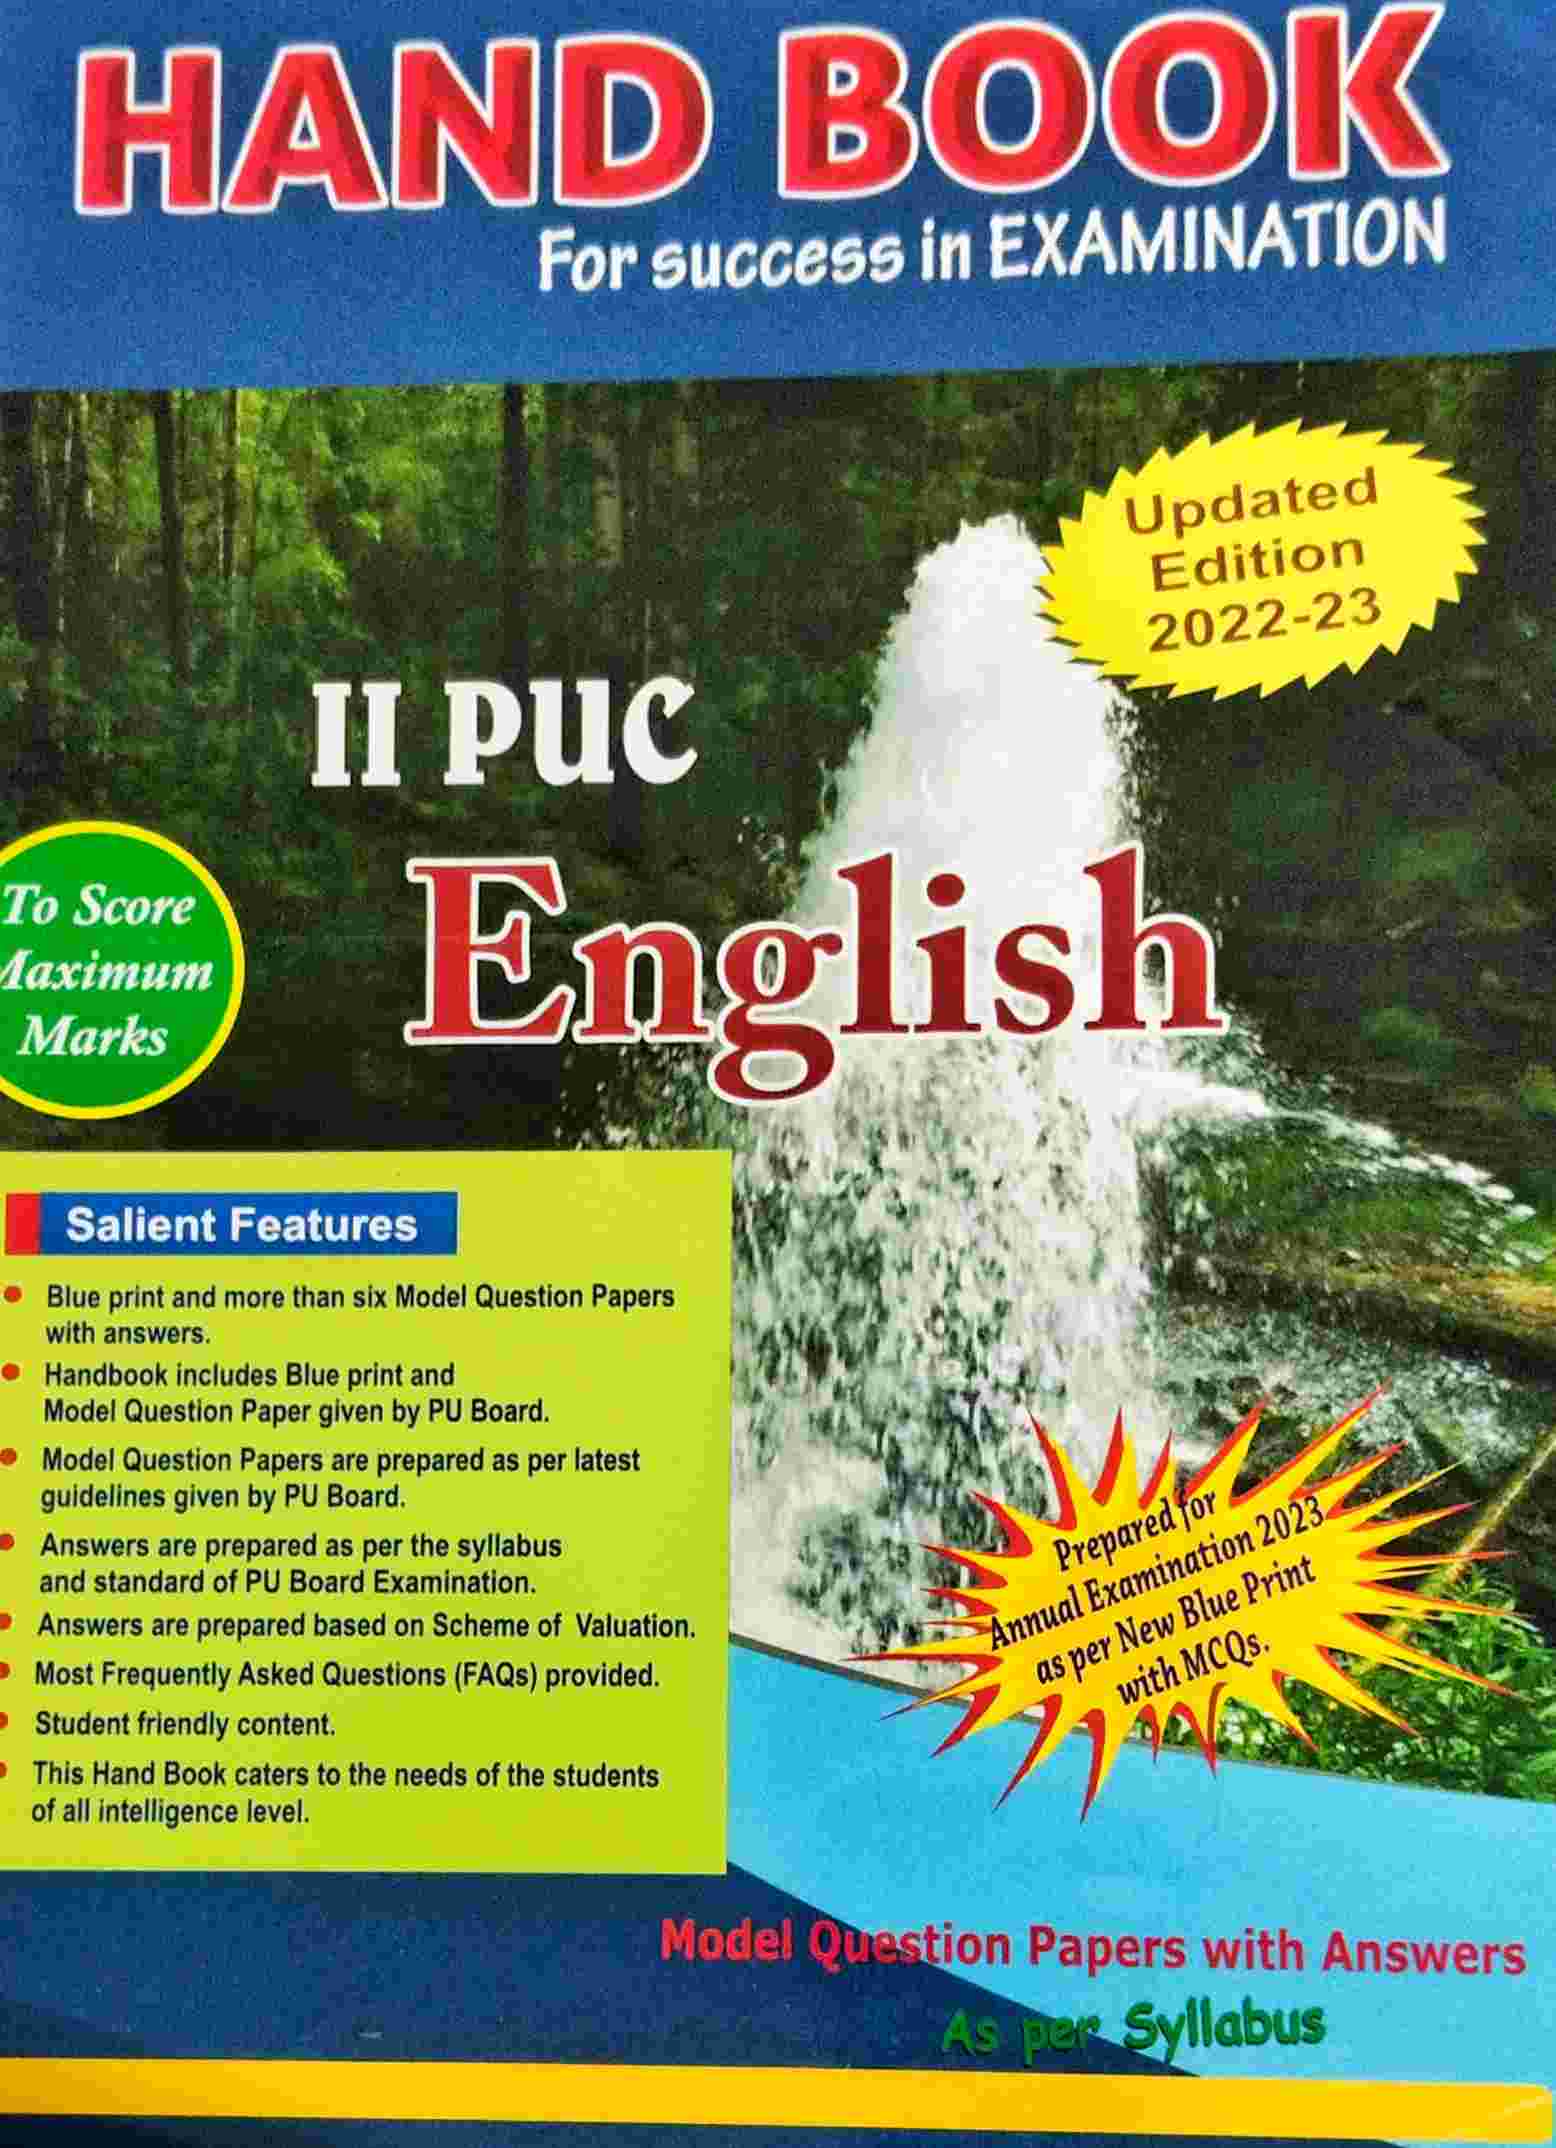 HAND BOOK
For success in EXAMINATION
Updated
Edition
2022-23
II PUC
English
To Score
Maximum
Marks
Salient Features
• Blue print and more than six Model Question Papers
with answers.
• Handbook includes Blue print and
Model Question Paper given by PU Board.
• Model Question Papers are prepared as per latest
guidelines given by PU Board.
• Answers are prepared as per the syllabus
and standard of PU Board Examination.
• Answers are prepared based on Scheme of Valuation.
• Most Frequently Asked Questions (FAQs) provided.
• Student friendly content.
• This Hand Book caters to the needs of the students
of all intelligence level.
Prepared for
Annual Examination 2023
as per New Blue Print
with MCQs.
Model Question Papers with Answers
As per Syllabus